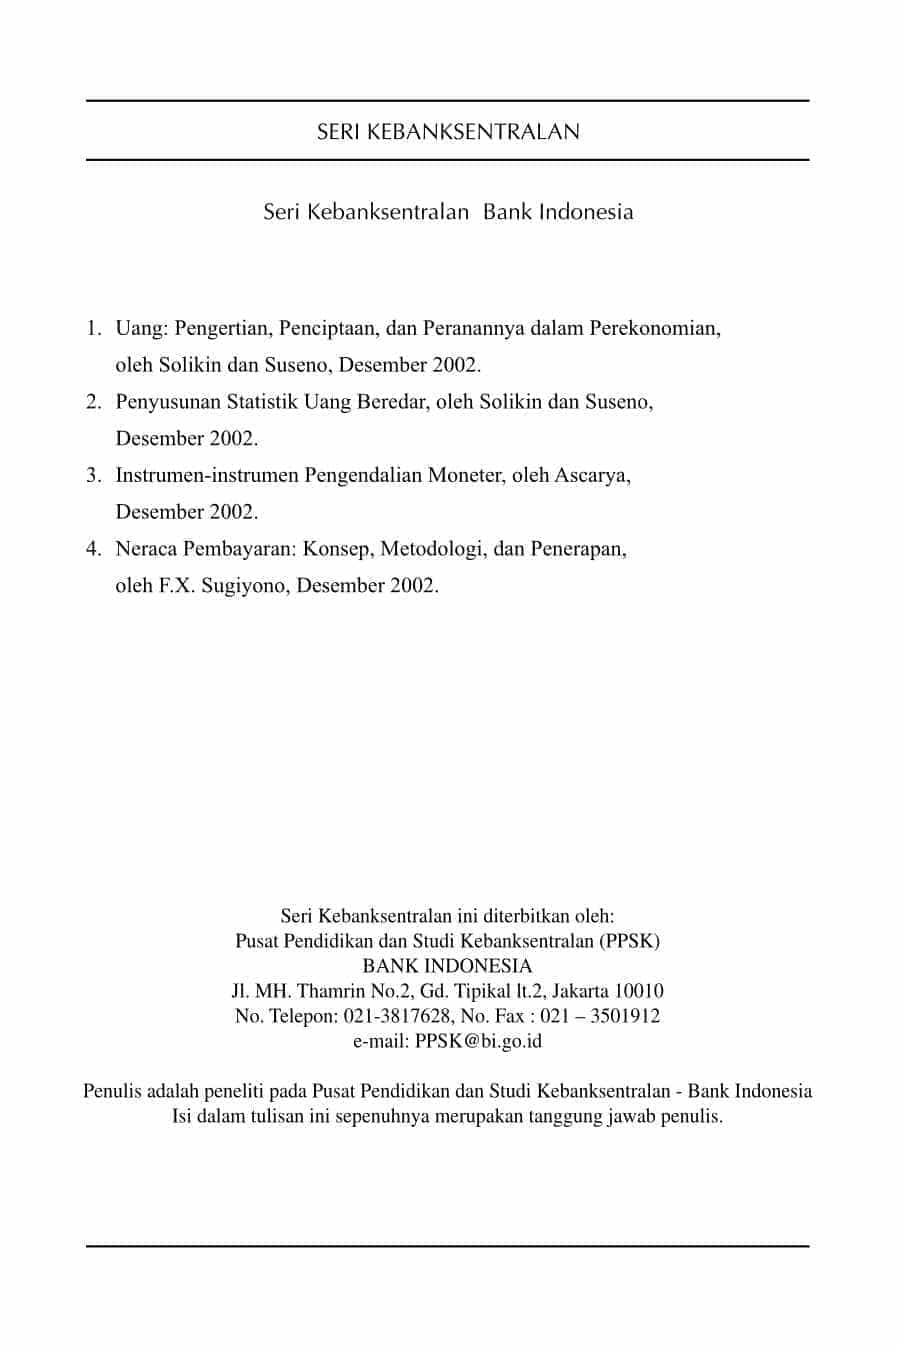 SERI KEBANKSENTRALAN
Seri Kebanksentralan  Bank Indonesia
1. Uang: Pengertian, Penciptaan, dan Peranannya dalam Perekonomian,
oleh Solikin dan Suseno, Desember 2002.
2. Penyusunan Statistik Uang Beredar, oleh Solikin dan Suseno,
Desember 2002.
3. Instrumen-instrumen Pengendalian Moneter, oleh Ascarya,
Desember 2002.
4. Neraca Pembayaran: Konsep, Metodologi, dan Penerapan,
oleh F.X. Sugiyono, Desember 2002.
Seri Kebanksentralan ini diterbitkan oleh:
Pusat Pendidikan dan Studi Kebanksentralan (PPSK)
BANK INDONESIA
Jl. MH. Thamrin No.2, Gd. Tipikal lt.2, Jakarta 10010
No. Telepon: 021-3817628, No. Fax : 021 – 3501912
e-mail: PPSK@bi.go.id
Penulis adalah peneliti pada Pusat Pendidikan dan Studi Kebanksentralan - Bank Indonesia
Isi dalam tulisan ini sepenuhnya merupakan tanggung jawab penulis.